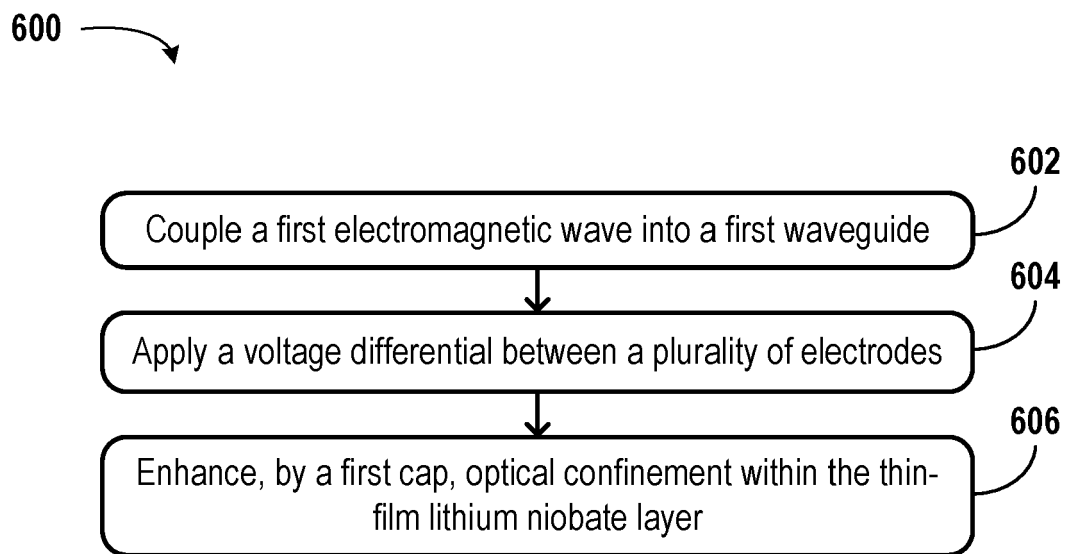 600
602
Couple a first electromagnetic wave into a first waveguide
604
Apply a voltage differential between a plurality of electrodes
606
Enhance, by a first cap, optical confinement within the thin-
film lithium niobate layer